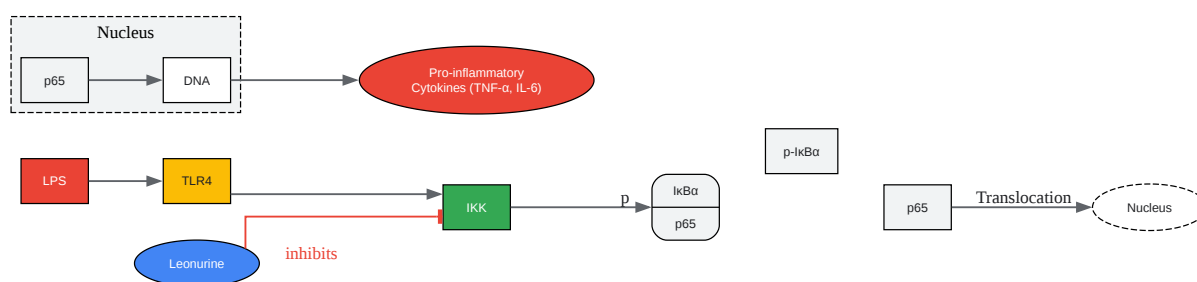 Nucleus
p65
DNA
Pro-inflammatory
Cytokines (TNF-α, IL-6)
p-IκBα
LPS
TLR4
IKK
p
IκBα
p65
p65
Translocation
Nucleus
Leonurine
inhibits